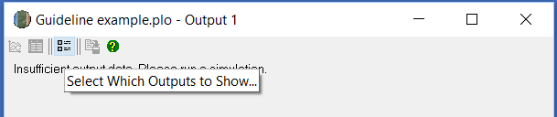 Guideline example.plo - Output 1
Insufficient output data. Please run a simulation.
Select Which Outputs to Show...